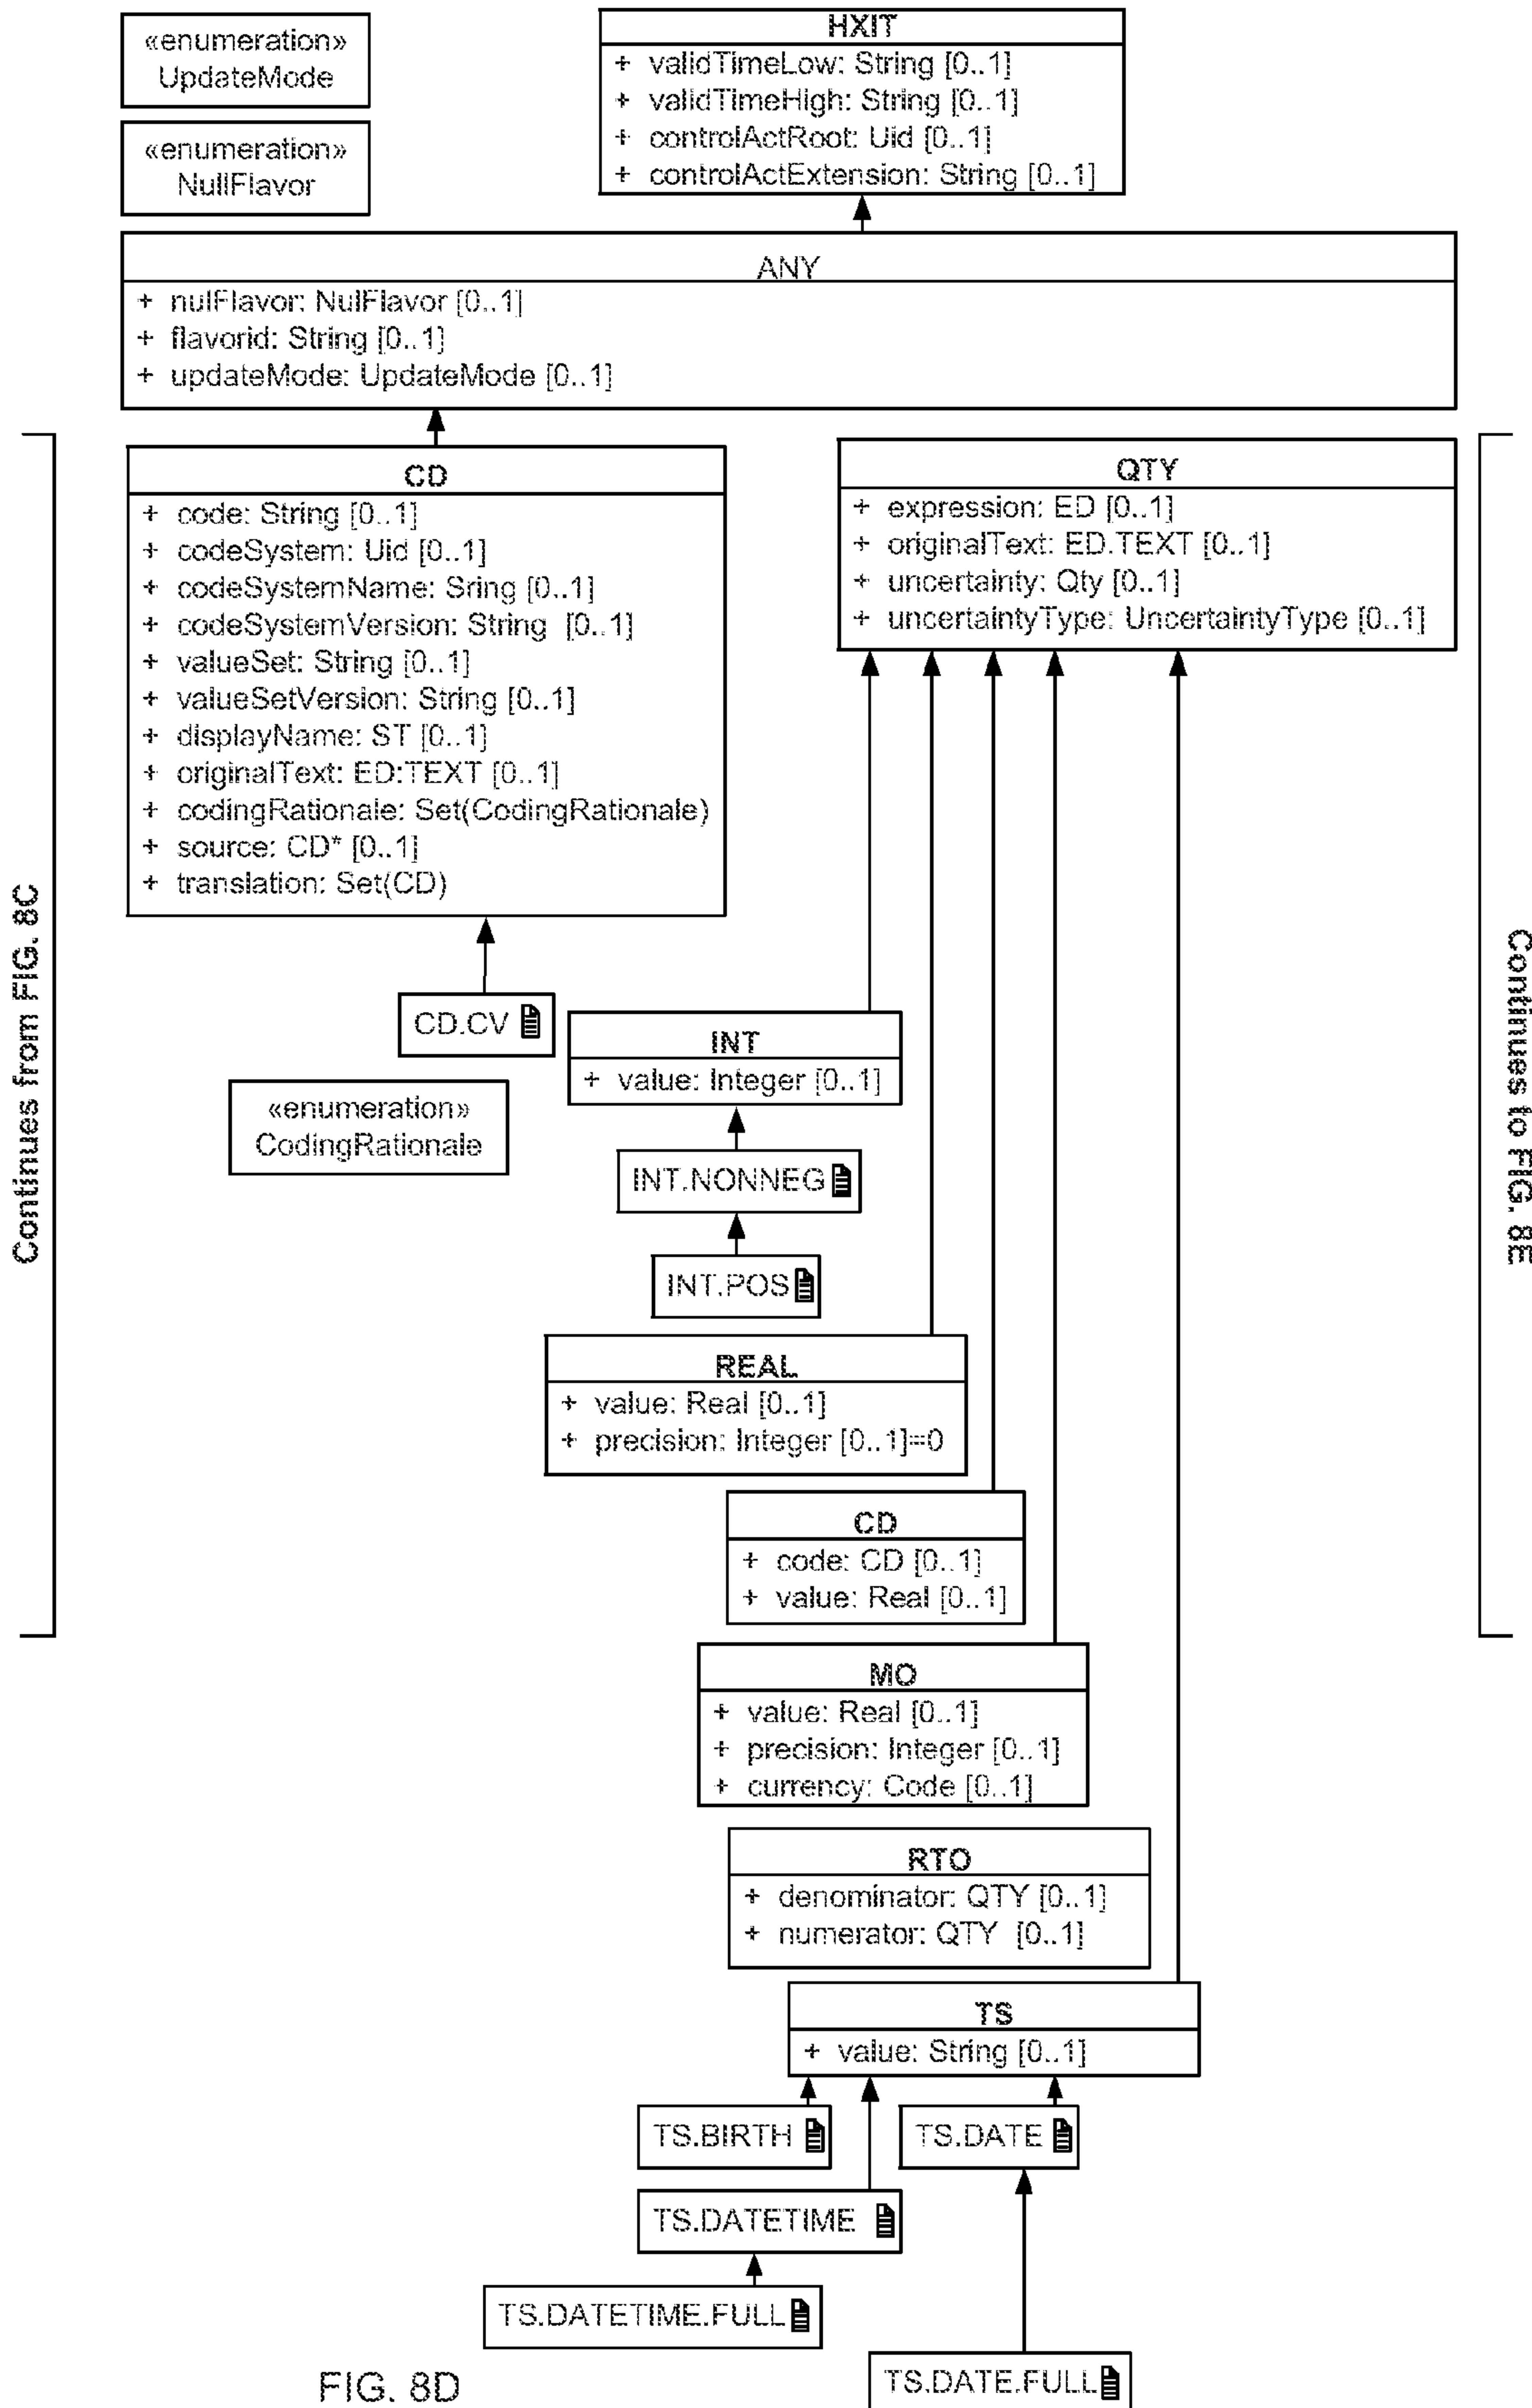 «enumeration»
UpdateMode
«enumeration»
NullFlavor
HXIT
+ validTimeLow: String [0..1]
+ validTimeHigh: String [0..1]
+ controlActRoot: Uid [0..1]
+ controlActExtension: String [0..1]
ANY
+ nulFlavor: NulFlavor [0..1]
+ flavorid: String [0..1]
+ updateMode: UpdateMode [0..1]
Continues from FIG. 8C
CD
+ code: String [0..1]
+ codeSystem: Uid [0..1]
+ codeSystemName: Sring [0..1]
+ codeSystemVersion: String [0..1]
+ valueSet: String [0..1]
+ valueSetVersion: String [0..1]
+ displayName: ST [0..1]
+ originalText: ED:TEXT [0..1]
+ codingRationale: Set(CodingRationale)
+ source: CD* [0..1]
+ translation: Set(CD)
QTY
+ expression: ED [0..1]
+ originalText: ED.TEXT [0..1]
+ uncertainty: Qty [0..1]
+ uncertaintyType: UncertaintyType [0..1]
Continues to FIG. 8E
CD.CV
«enumeration»
CodingRationale
INT
+ value: Integer [0..1]
INT.NONNEG
INT.POS
REAL
+ value: Real [0..1]
+ precision: Integer [0..1]=0
CD
+ code: CD [0..1]
+ value: Real [0..1]
MO
+ value: Real [0..1]
+ precision: Integer [0..1]
+ currency: Code [0..1]
RTO
+ denominator: QTY [0..1]
+ numerator: QTY [0..1]
TS
+ value: String [0..1]
TS.BIRTH
TS.DATE
TS.DATETIME
TS.DATETIME.FULL
TS.DATE.FULL
FIG. 8D